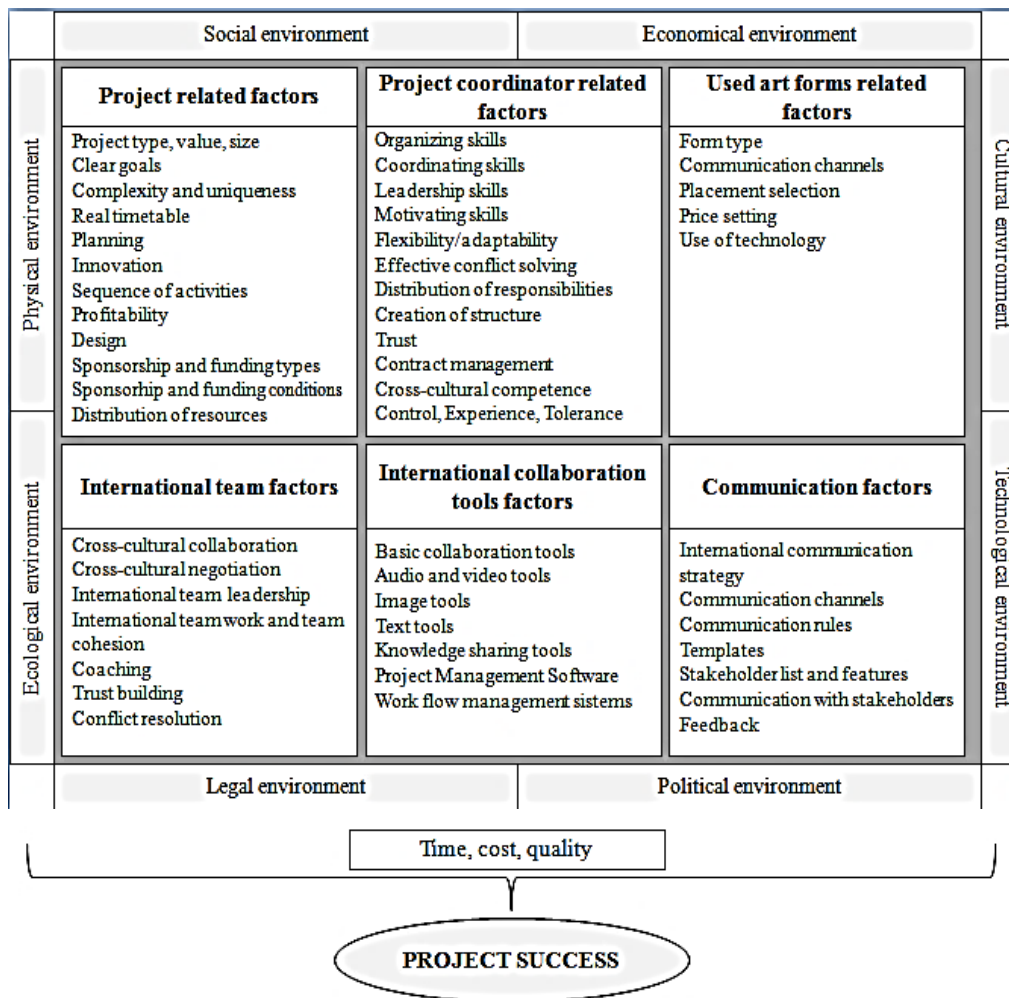 Social environment
Economical environment
Physical environment
Ecological environment
Project related factors
Project type, value, size
Clear goals
Complexity and uniqueness
Real timetable
Planning
Innovation
Sequence of activities
Profitability
Design
Sponsorship and funding types
Sponsorhip and funding conditions
Distribution of resources
Project coordinator related
factors
Organizing skills
Coordinating skills
Leadership skills
Motivating skills
Flexibility/adaptability
Effective conflict solving
Distribution of responsibilities
Creation of structure
Trust
Contract management
Cross-cultural competence
Control, Experience, Tolerance
Used art forms related
factors
Form type
Communication channels
Placement selection
Price setting
Use of technology
International team factors
Cross-cultural collaboration
Cross-cultural negotiation
International team leadership
International teamwork and team
cohesion
Coaching
Trust building
Conflict resolution
International collaboration
tools factors
Basic collaboration tools
Audio and video tools
Image tools
Text tools
Knowledge sharing tools
Project Management Software
Work flow management sistems
Communication factors
International communication
strategy
Communication channels
Communication rules
Templates
Stakeholder list and features
Communication with stakeholders
Feedback
Cultural environment
Technological environment
Legal environment
Political environment
Time, cost, quality
PROJECT SUCCESS